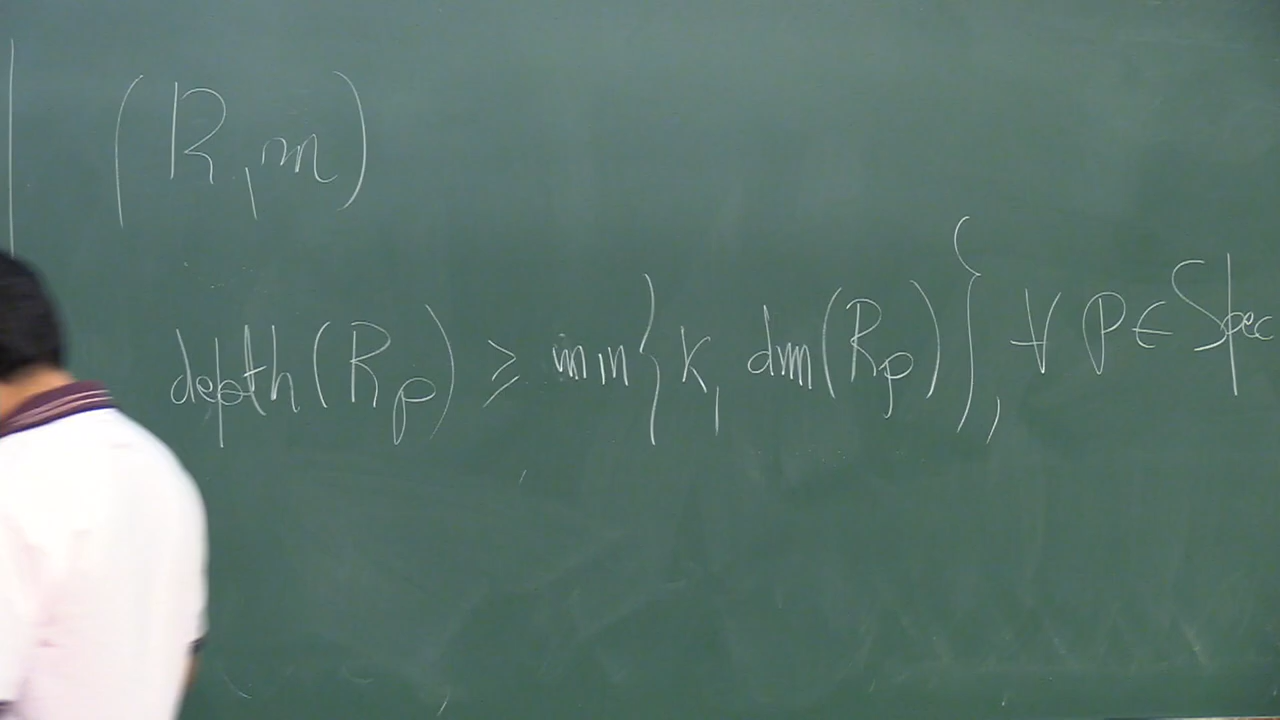 (R, m)
depth(R_p) ≥ min{k, dim(R_p)}, ∀ p ∈ Spec